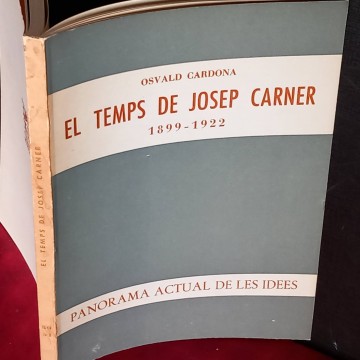 OSVALD CARDONA
EL TEMPS DE JOSEP CARNER
1899-1922
PANORAMA ACTUAL DE LES IDEES
EL TEMPS DE JOSEP CARNER